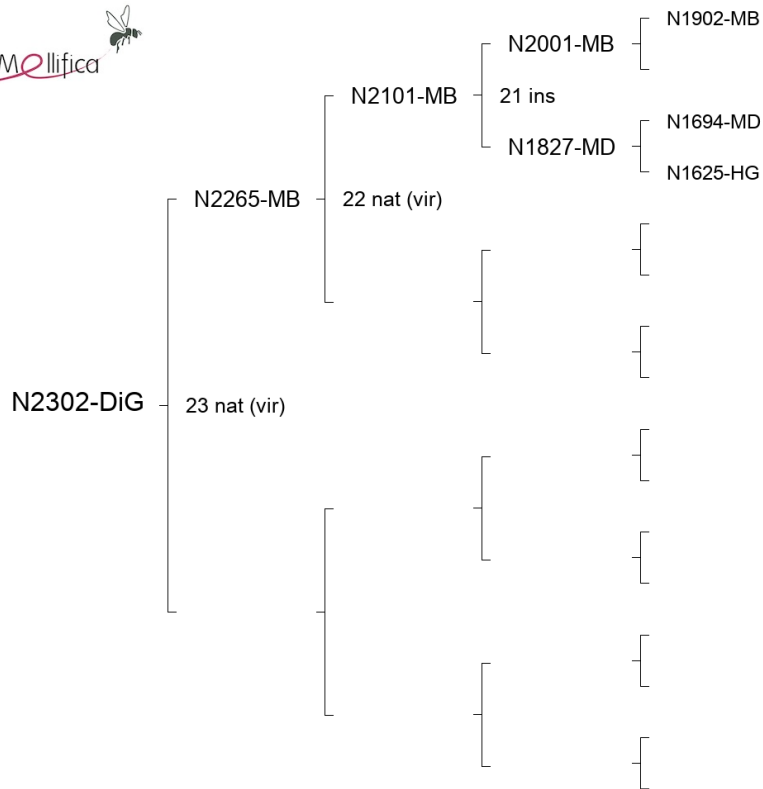 Mellifica
N1902-MB
N2001-MB
N2101-MB
21 ins
N1694-MD
N1827-MD
N1625-HG
N2265-MB
22 nat (vir)
N2302-DiG
23 nat (vir)